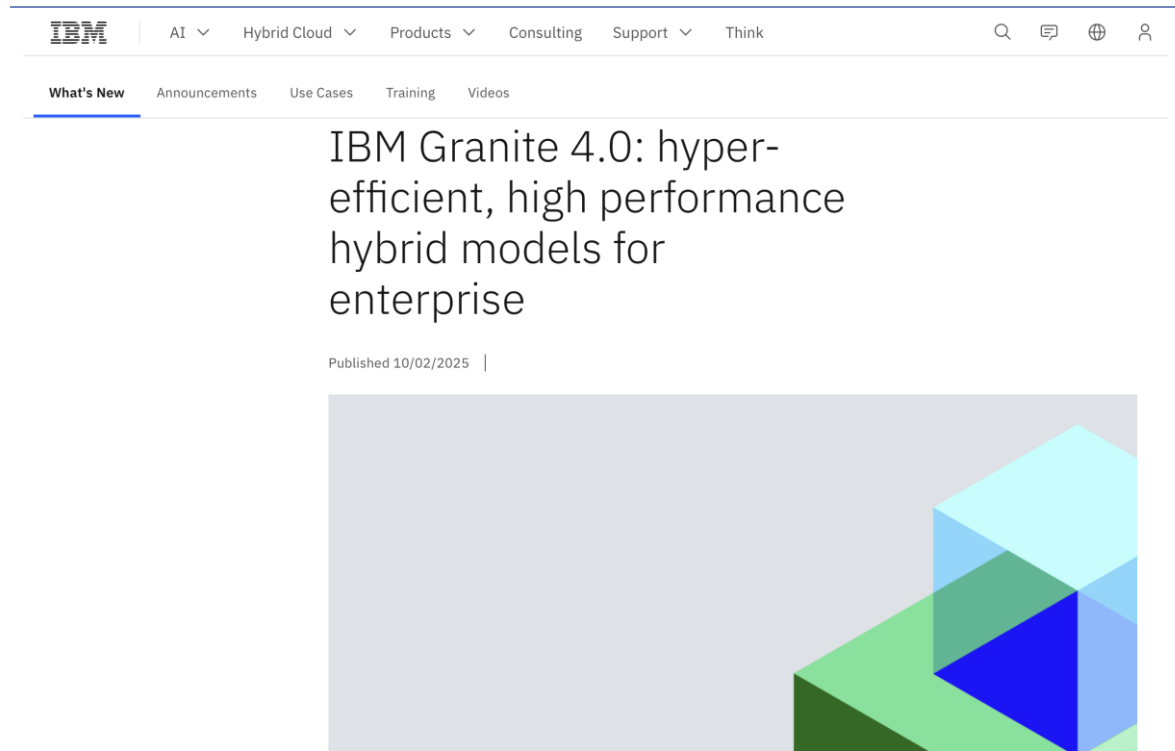 IBM AI Hybrid Cloud Products Consulting Support Think
What's New Announcements Use Cases Training Videos
IBM Granite 4.0: hyper-
efficient, high performance
hybrid models for
enterprise
Published 10/02/2025